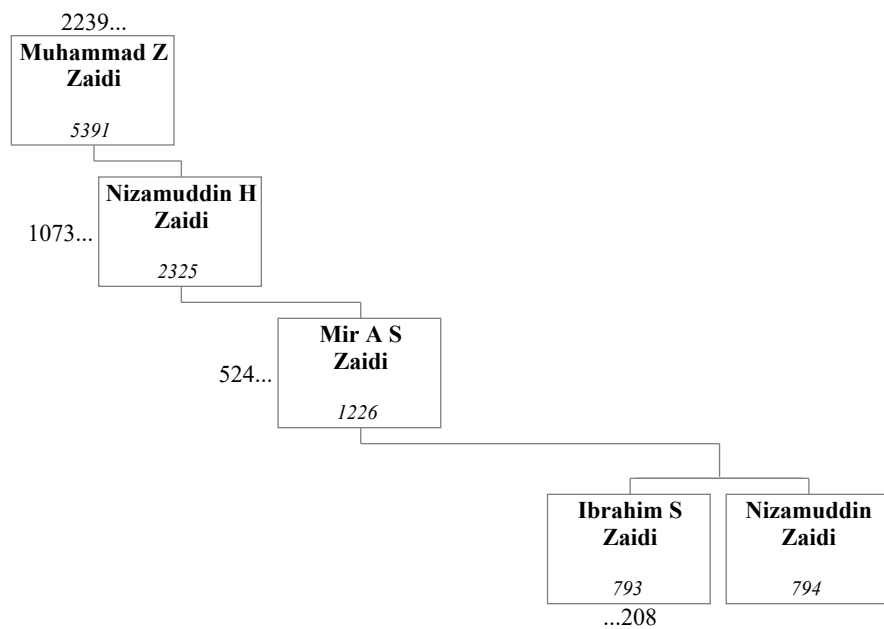 2239...
Muhammad Z
Zaidi
5391
Nizamuddin H
Zaidi
1073...
2325
Mir A S
Zaidi
524...
1226
Ibrahim S
Zaidi
793
...208
Nizamuddin
Zaidi
794